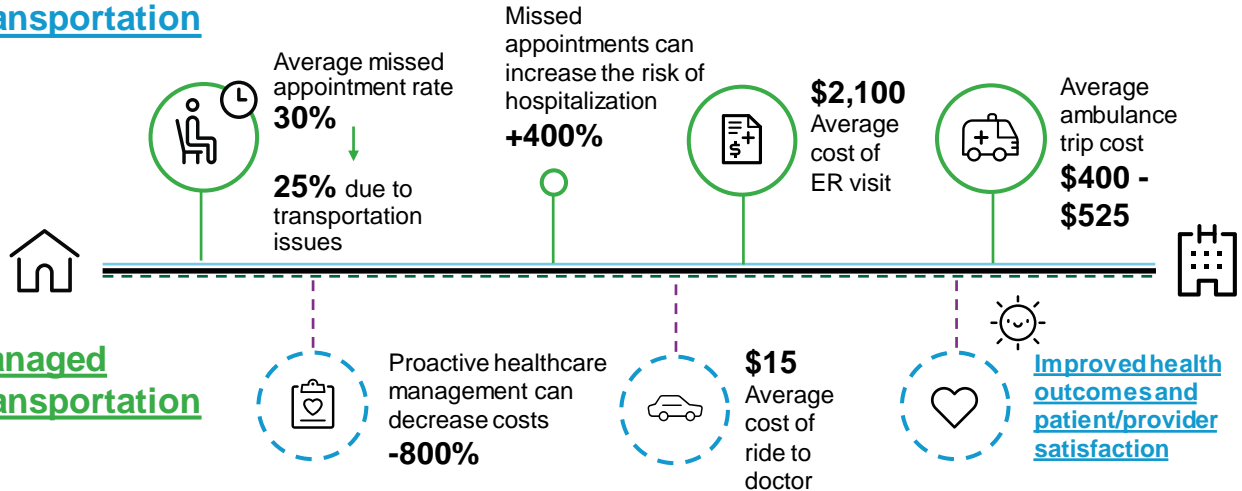 ansportation
Average missed
appointment rate
30%
25% due to
transportation
issues
Missed
appointments can
increase the risk of
hospitalization
+400%
$2,100
Average
cost of
ER visit
Average
ambulance
trip cost
$400 -
$525
anaged
ansportation
Proactive healthcare
management can
decrease costs
-800%
$15
Average
cost of
ride to
doctor
Improved health
outcomes and
patient/provider
satisfaction